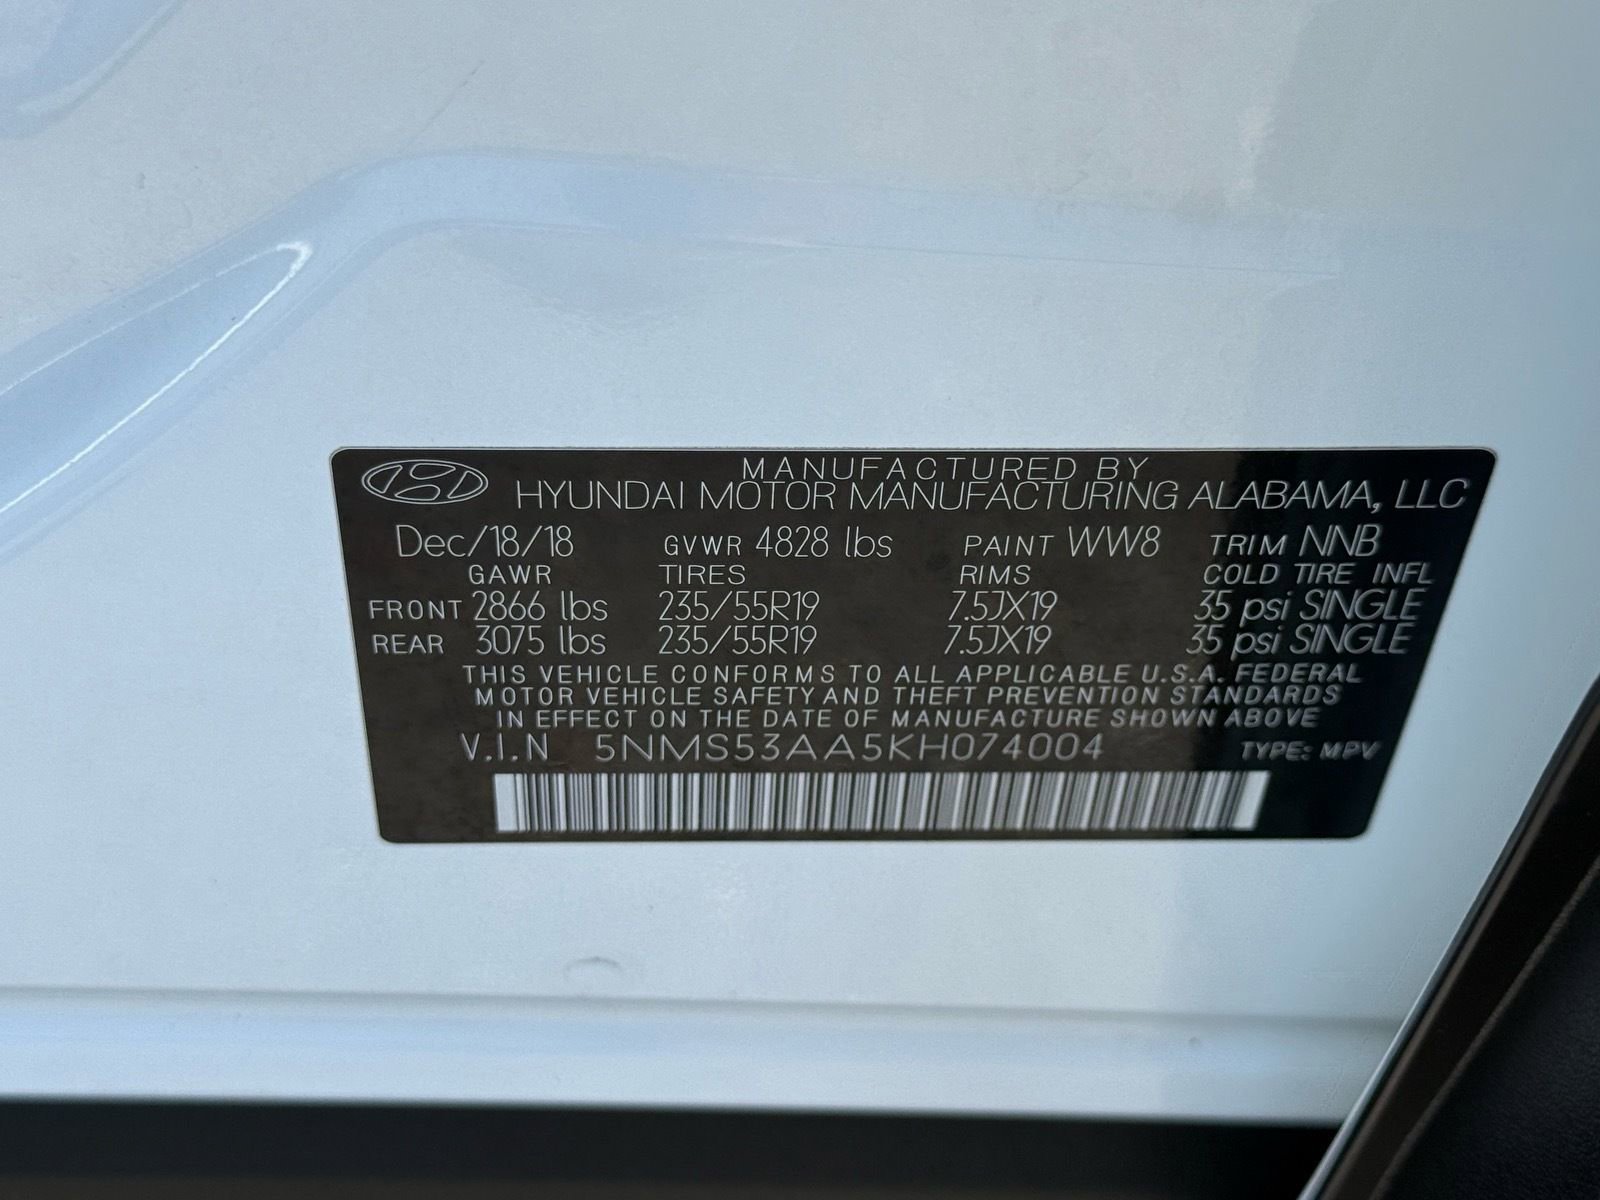 MANUFACTURED BY
HYUNDAI MOTOR MANUFACTURING ALABAMA, LLC
Dec/18/18 GVWR 4828 lbs PAINT WW8 TRIM NNB
GAWR TIRES RIMS COLD TIRE INFL
FRONT 2866 lbs 235/55R19 7.5JX19 35 psi SINGLE
REAR 3075 lbs 235/55R19 7.5JX19 35 psi SINGLE
THIS VEHICLE CONFORMS TO ALL APPLICABLE U.S.A. FEDERAL
MOTOR VEHICLE SAFETY AND THEFT PREVENTION STANDARDS
IN EFFECT ON THE DATE OF MANUFACTURE SHOWN ABOVE
V.I.N 5NMS53AA5KH074004 TYPE: MPV